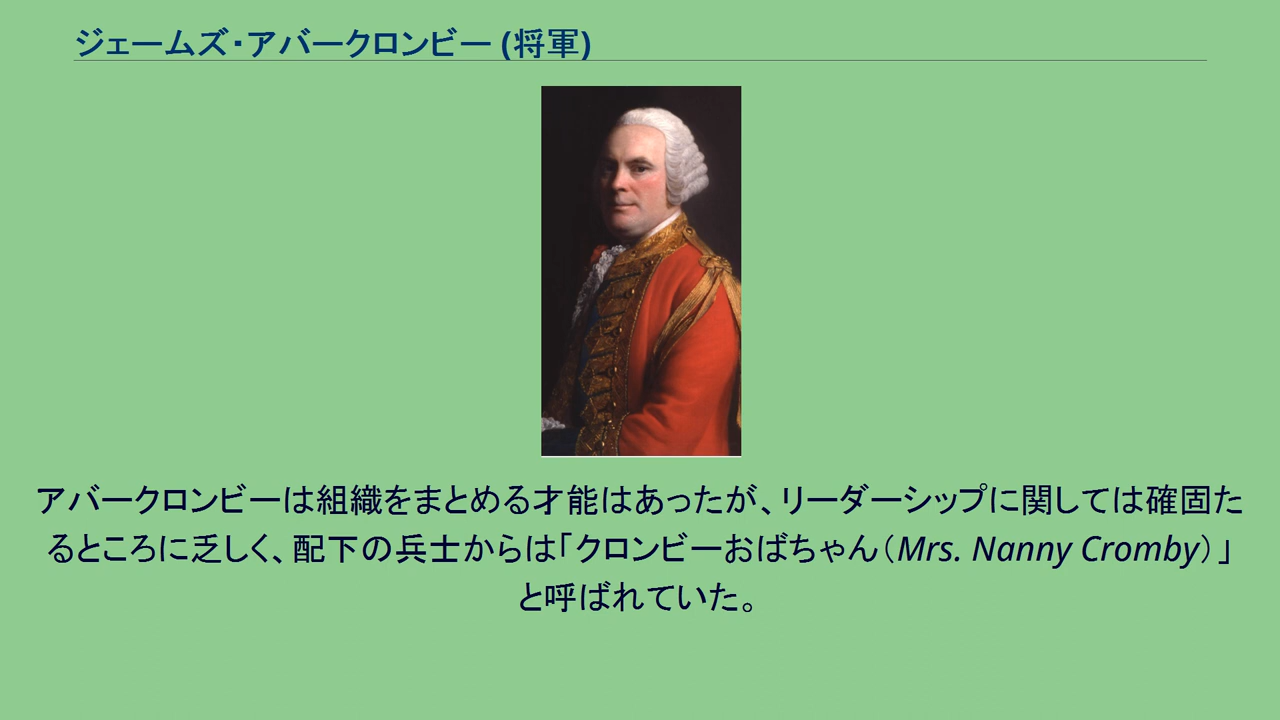 ジェームズ・アバークロンビー (将軍)
アバークロンビーは組織をまとめる才能はあったが、リーダーシップに関しては確固た
るところに乏しく、配下の兵士からは「クロンビーおばちゃん（Mrs. Nanny Cromby）」
と呼ばれていた。